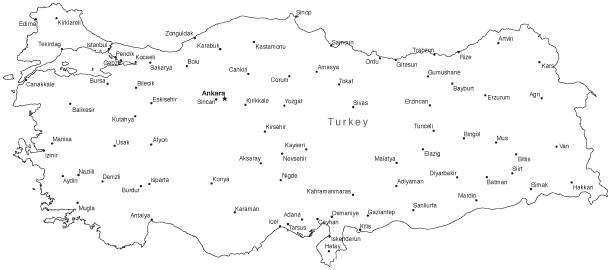 Sinop
Edirne
Kirklareli
Zonguldak
Tekirdag
Istanbul
Karabuk
Kastamonu
Samsun
Artvin
Pendik
Gebze
Kocaeli
Sakarya
Bolu
Ordu
Giresun
Trabzon
Rize
Kars
Canakkale
Bursa
Bilecik
Cankiri
Corum
Amasya
Tokat
Gumushane
Bayburt
Ankara
Sincan
Eskisehir
Kirikkale
Yozgat
Sivas
Erzincan
Erzurum
Agri
Balikesir
Kutahya
Turkey
Kirsehir
Tunceli
Bingol
Mus
Van
Manisa
Izmir
Usak
Afyon
Kayseri
Nevsehir
Aksaray
Malatya
Elazig
Bitlis
Siirt
Aydin
Nazilli
Denizli
Burdur
Isparta
Konya
Nigde
Kahramanmaras
Adiyaman
Diyarbakir
Batman
Sirnak
Hakkari
Mugla
Antalya
Karaman
Icel
Adana
Tarsus
Ceyhan
Osmaniye
Gaziantep
Sanliurfa
Mardin
Kilis
Iskenderun
Hatay